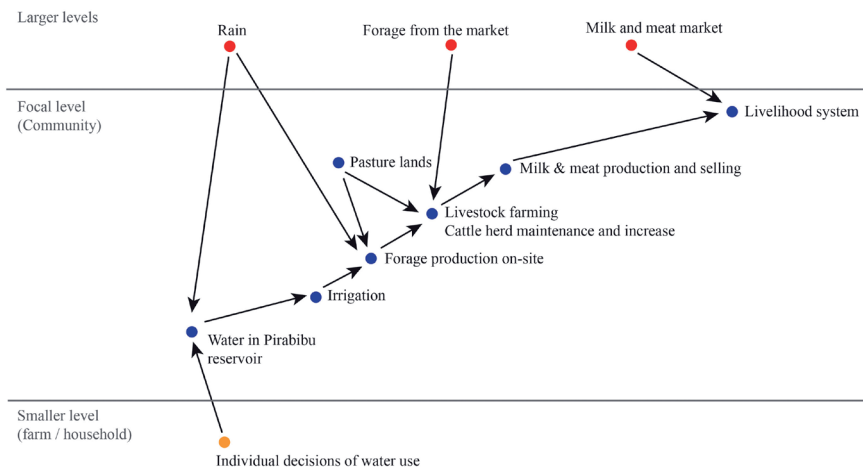 Larger levels
Rain
Forage from the market
Milk and meat market
Focal level
(Community)
Livelihood system
Pasture lands
Milk & meat production and selling
Livestock farming
Cattle herd maintenance and increase
Forage production on-site
Irrigation
Water in Pirabibu
reservoir
Smaller level
(farm / household)
Individual decisions of water use